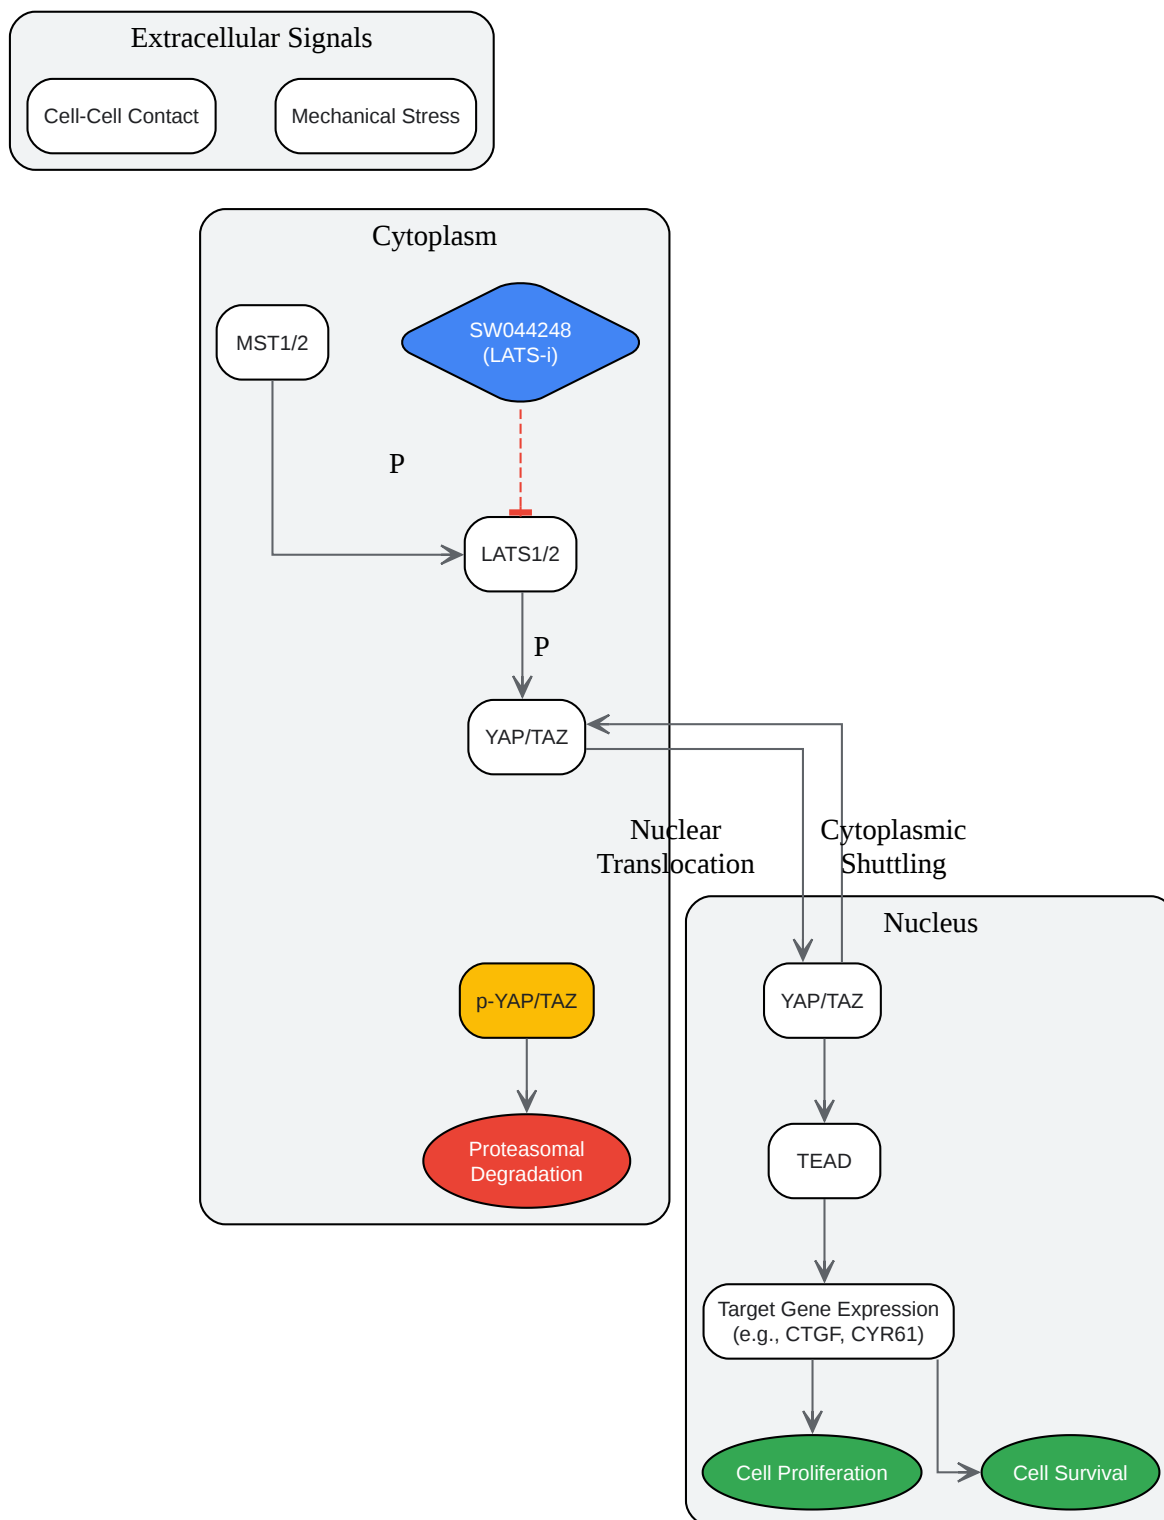 Extracellular Signals
Cell-Cell Contact
Mechanical Stress
Cytoplasm
MST1/2
SW044248
(LATS-i)
P
LATS1/2
P
YAP/TAZ
Nuclear
Translocation
Cytoplasmic
Shuttling
Nucleus
p-YAP/TAZ
YAP/TAZ
Proteasomal
Degradation
TEAD
Target Gene Expression
(e.g., CTGF, CYR61)
Cell Proliferation
Cell Survival